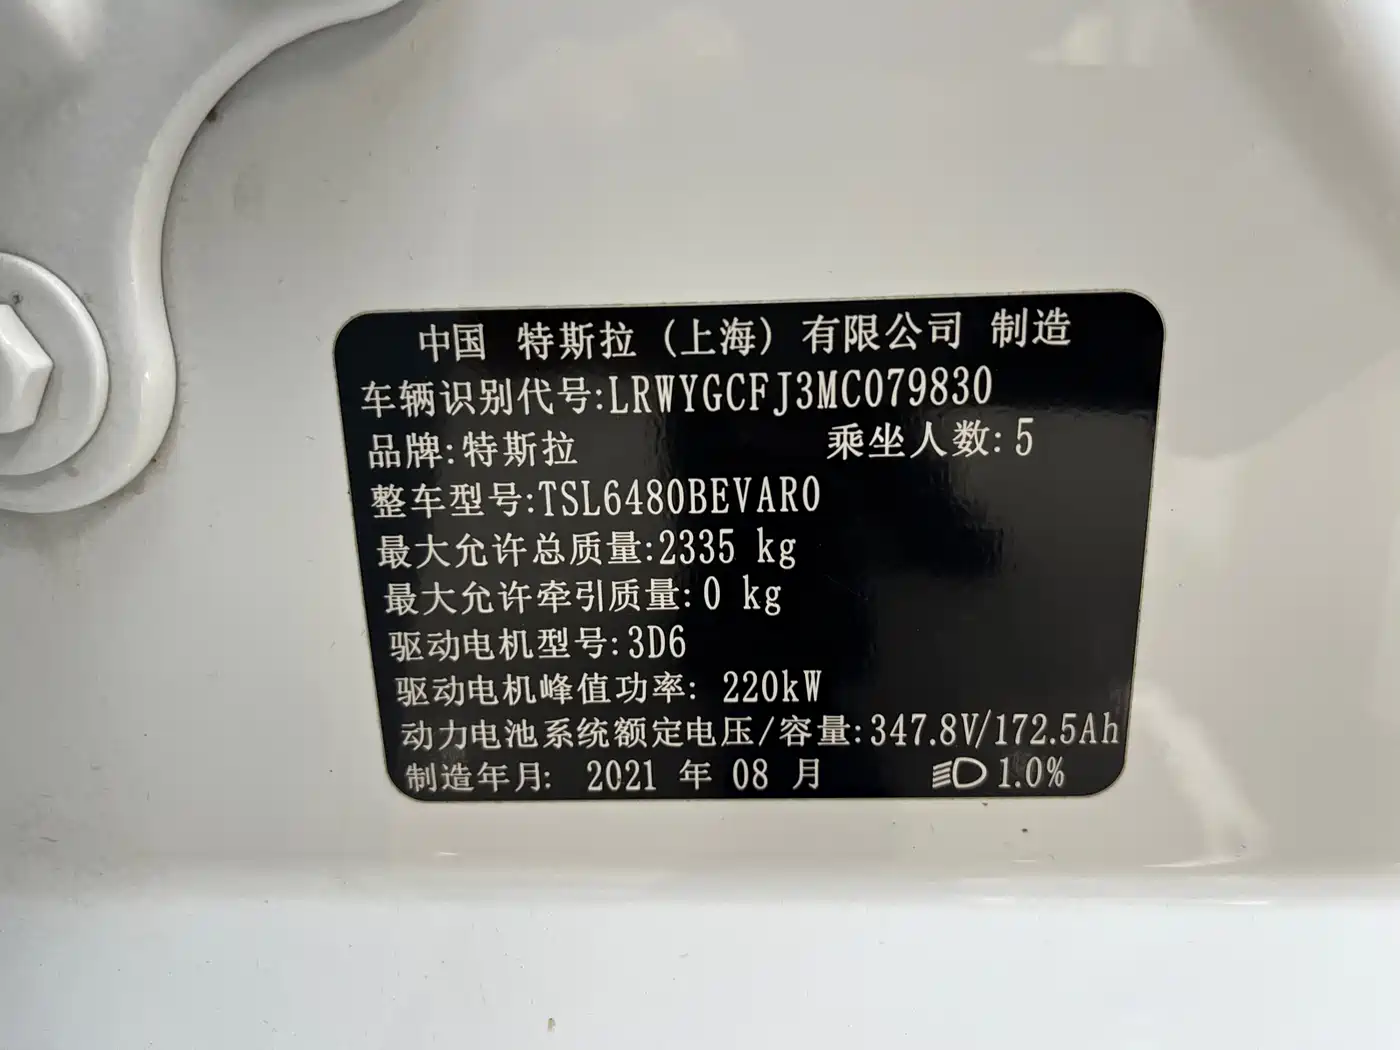 中国 特斯拉（上海）有限公司 制造
车辆识别代号:LRWYGCFJ3MC079830
品牌:特斯拉 乘坐人数:5
整车型号:TSL6480BEVAR0
最大允许总质量:2335 kg
最大允许牵引质量:0 kg
驱动电机型号:3D6
驱动电机峰值功率: 220kW
动力电池系统额定电压/容量:347.8V/172.5Ah
制造年月: 2021 年 08 月 1.0%